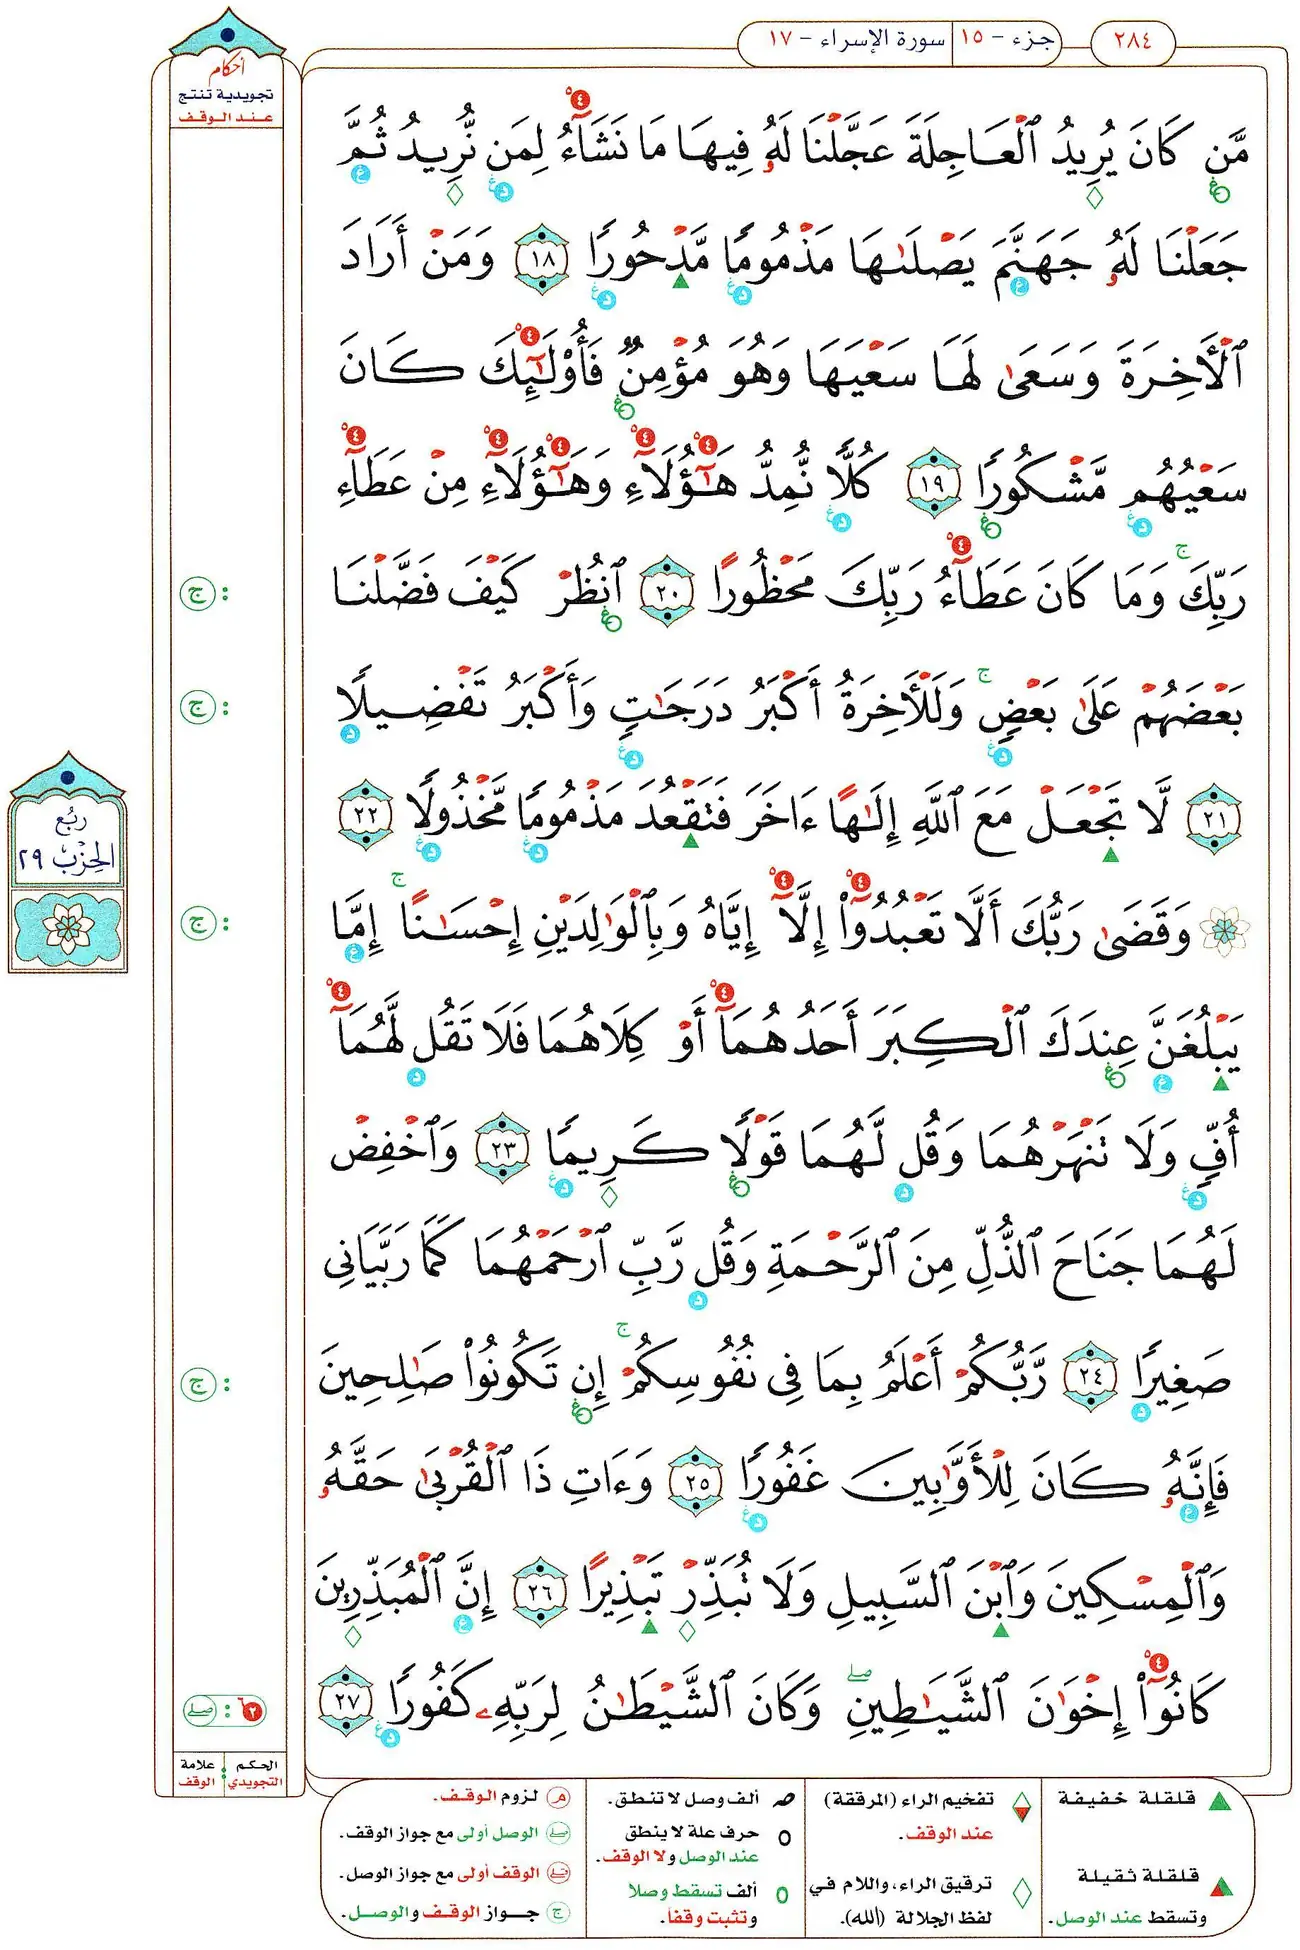 ٢٨٤
جزء - ١٥ سورة الإسراء - ١٧
أحكام
تجويدية تنتج
عند الوقف
مَّن كَانَ يُرِيدُ ٱلْعَاجِلَةَ عَجَّلْنَا لَهُۥ فِيهَا مَا نَشَآءُ لِمَن نُّرِيدُ ثُمَّ
جَعَلْنَا لَهُۥ جَهَنَّمَ يَصْلَىٰهَا مَذْمُومًا مَّدْحُورًا ١٨ وَمَنْ أَرَادَ
ٱلْأَخِرَةَ وَسَعَىٰ لَهَا سَعْيَهَا وَهُوَ مُؤْمِنٌ فَأُو۟لَـٰٓئِكَ كَانَ
سَعْيُهُم مَّشْكُورًا ١٩ كُلًّا نُّمِدُّ هَـٰٓؤُلَآءِ وَهَـٰٓؤُلَآءِ مِنْ عَطَآءِ
رَبِّكَ ۚ وَمَا كَانَ عَطَآءُ رَبِّكَ مَحْظُورًا ٢٠ ٱنظُرْ كَيْفَ فَضَّلْنَا
بَعْضَهُمْ عَلَىٰ بَعْضٍ ۚ وَلَلْأَخِرَةُ أَكْبَرُ دَرَجَـٰتٍ وَأَكْبَرُ تَفْضِيلًا
٢١ لَّا تَجْعَلْ مَعَ ٱللَّهِ إِلَـٰهًا ءَاخَرَ فَتَقْعُدَ مَذْمُومًا مَّخْذُولًا ٢٢
وَقَضَىٰ رَبُّكَ أَلَّا تَعْبُدُوٓا۟ إِلَّآ إِيَّاهُ وَبِٱلْوَٰلِدَيْنِ إِحْسَـٰنًا ۚ إِمَّا
يَبْلُغَنَّ عِندَكَ ٱلْكِبَرَ أَحَدُهُمَآ أَوْ كِلَاهُمَا فَلَا تَقُل لَّهُمَآ
أُفٍّ وَلَا تَنْهَرْهُمَا وَقُل لَّهُمَا قَوْلًا كَرِيمًا ٢٣ وَٱخْفِضْ
لَهُمَا جَنَاحَ ٱلذُّلِّ مِنَ ٱلرَّحْمَةِ وَقُل رَّبِّ ٱرْحَمْهُمَا كَمَا رَبَّيَانِى
صَغِيرًا ٢٤ رَّبُّكُمْ أَعْلَمُ بِمَا فِى نُفُوسِكُمْ ۚ إِن تَكُونُوا۟ صَـٰلِحِينَ
فَإِنَّهُۥ كَانَ لِلْأَوَّٰبِينَ غَفُورًا ٢٥ وَءَاتِ ذَا ٱلْقُرْبَىٰ حَقَّهُۥ
وَٱلْمِسْكِينَ وَٱبْنَ ٱلسَّبِيلِ وَلَا تُبَذِّرْ تَبْذِيرًا ٢٦ إِنَّ ٱلْمُبَذِّرِينَ
كَانُوٓا۟ إِخْوَٰنَ ٱلشَّيَـٰطِينِ ۖ وَكَانَ ٱلشَّيْطَـٰنُ لِرَبِّهِۦ كَفُورًا ٢٧
ج :
ج :
ربع
الحزب ٢٩
ج :
ج :
٢ : صلى
الحكم التجويدي
علامة الوقف
قلقلة خفيفة
قلقلة ثقيلة
وتسقط عند الوصل.
تفخيم الراء (المرققة)
عند الوقف.
ترقيق الراء، واللام في
لفظ الجلالة (الله).
ألف وصل لا تنطق.
حرف علة لا ينطق
عند الوصل ولا الوقف.
ألف تسقط وصلا
وتثبت وقفاً.
م لزوم الوقف.
صلى الوصل أولى مع جواز الوقف.
قلى الوقف أولى مع جواز الوصل.
ج جواز الوقف والوصل.